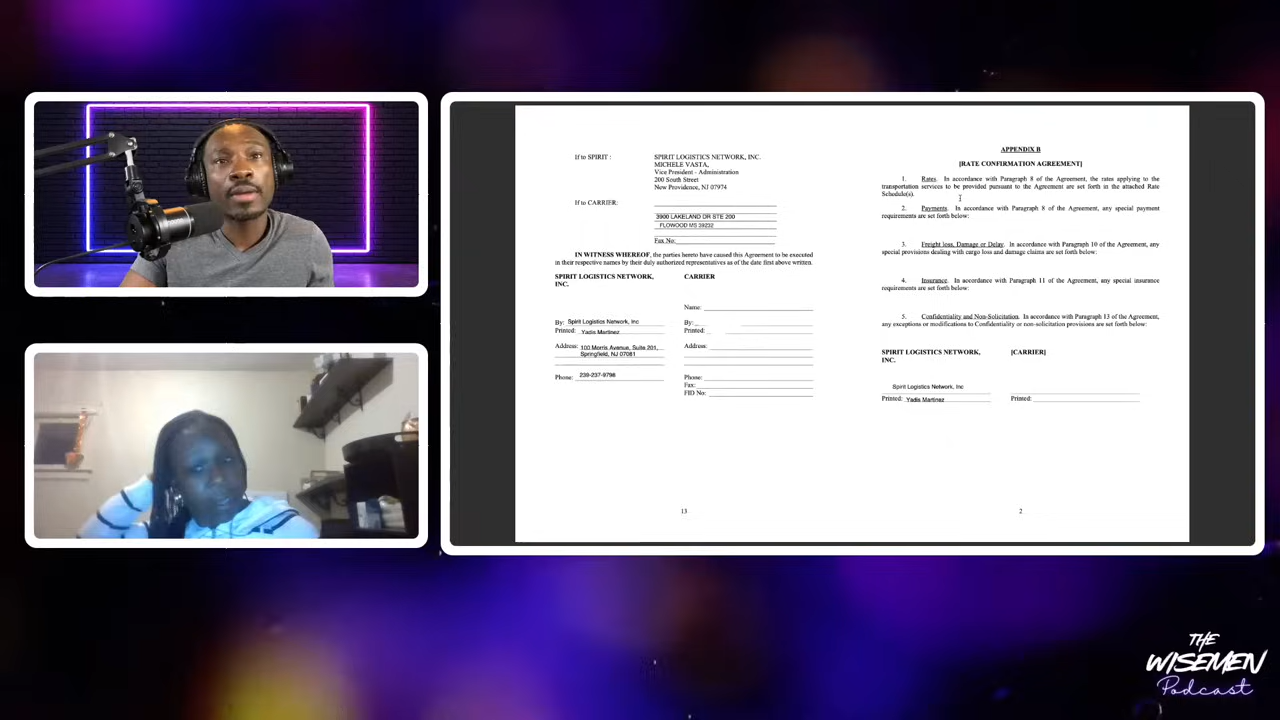 If to SPIRIT :
SPIRIT LOGISTICS NETWORK, INC.
MICHELE VASTA,
Vice President - Administration
200 South Street
New Providence, NJ 07974
If to CARRIER:
3900 LAKELAND DR STE 200
FLOWOOD MS 39232
Fax No:
IN WITNESS WHEREOF, the parties hereto have caused this Agreement to be executed
in their respective names by their duly authorized representatives as of the date first above written.
SPIRIT LOGISTICS NETWORK,
INC.
CARRIER
Name:
By: Spirit Logistics Network, Inc
By:
Printed: Yadis Martinez
Printed:
Address: 100 Morris Avenue, Suite 201,
Springfield, NJ 07081
Address:
Phone: 239-237-9798
Phone:
Fax:
FID No:
13
APPENDIX B
[RATE CONFIRMATION AGREEMENT]
1. Rates. In accordance with Paragraph 8 of the Agreement, the rates applying to the
transportation services to be provided pursuant to the Agreement are set forth in the attached Rate
Schedule(s).
2. Payments. In accordance with Paragraph 8 of the Agreement, any special payment
requirements are set forth below:
3. Freight loss, Damage or Delay. In accordance with Paragraph 10 of the Agreement, any
special provisions dealing with cargo loss and damage claims are set forth below:
4. Insurance. In accordance with Paragraph 11 of the Agreement, any special insurance
requirements are set forth below:
5. Confidentiality and Non-Solicitation. In accordance with Paragraph 13 of the Agreement,
any exceptions or modifications to Confidentiality or non-solicitation provisions are set forth below:
SPIRIT LOGISTICS NETWORK,
INC.
[CARRIER]
Spirit Logistics Network, Inc
Printed: Yadis Martinez
Printed:
2
THE
WISEMEN
Podcast